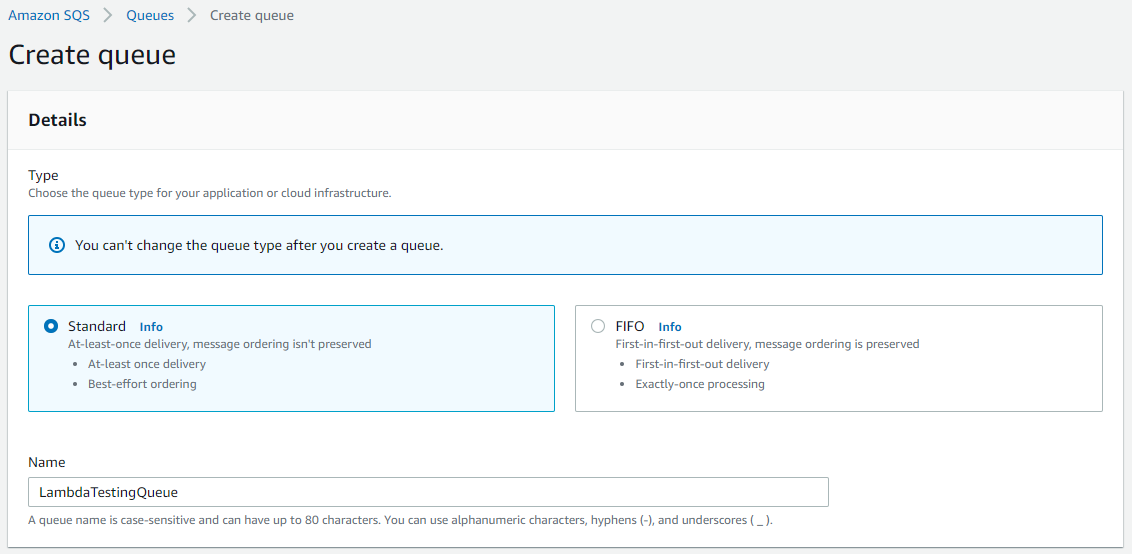 Amazon SQS > Queues > Create queue
Create queue
Details
Type
Choose the queue type for your application or cloud infrastructure.
You can't change the queue type after you create a queue.
Standard Info
At-least-once delivery, message ordering isn't preserved
• At-least once delivery
• Best-effort ordering
FIFO Info
First-in-first-out delivery, message ordering is preserved
• First-in-first-out delivery
• Exactly-once processing
Name
LambdaTestingQueue
A queue name is case-sensitive and can have up to 80 characters. You can use alphanumeric characters, hyphens (-), and underscores ( _ ).